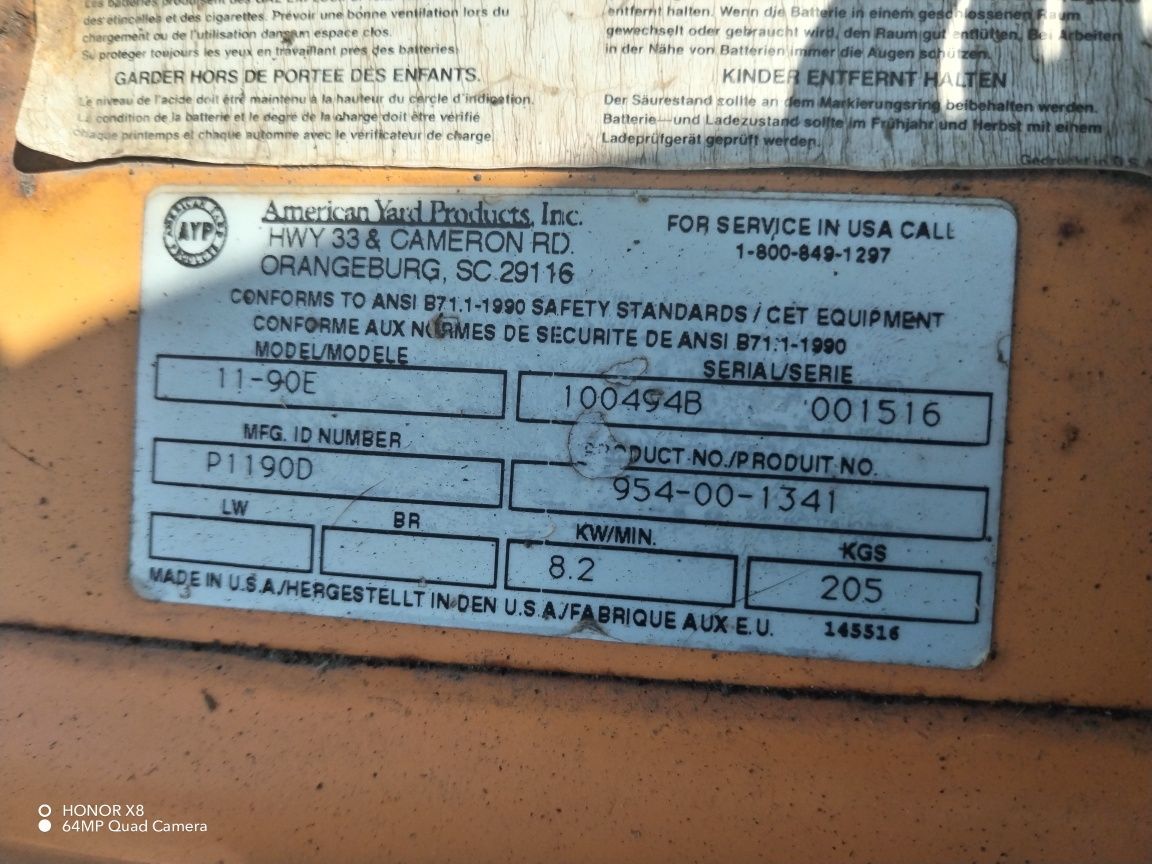 des étincelles et des cigarettes. Prévoir une bonne ventilation lors du
chargement ou de l'utilisation dans un espace clos.
Se protéger toujours les yeux en travaillant près des batteries.
GARDER HORS DE PORTEE DES ENFANTS.
Le niveau de l'acide doit être maintenu à la hauteur du cercle d'indication.
La condition de la batterie et le degré de la charge doit être vérifié
chaque printemps et chaque automne avec le vérificateur de charge.
entfernt halten. Wenn die Batterie in einem geschlossenen Raum
gewechselt oder gebraucht wird, den Raum gut entlüften. Bei Arbeiten
in der Nähe von Batterien immer die Augen schützen.
KINDER ENTFERNT HALTEN
Der Säurestand sollte an dem Markierungsring beibehalten werden.
Batterie—und Ladezustand sollte im Frühjahr und Herbst mit einem
Ladeprüfgerät geprüft werden.
Gedruckt in
AYP
American Yard Products, Inc.
HWY 33 & CAMERON RD.
ORANGEBURG, SC 29116
FOR SERVICE IN USA CALL
1-800-849-1297
CONFORMS TO ANSI B71.1-1990 SAFETY STANDARDS / CET EQUIPMENT
CONFORME AUX NORMES DE SECURITE DE ANSI B71.1-1990
MODEL/MODELE
11-90E
SERIAL/SERIE
100494B 001516
MFG. ID NUMBER
P1190D
PRODUCT NO./PRODUIT NO.
954-00-1341
LW
BR
KW/MIN.
8.2
KGS
205
MADE IN U.S.A./HERGESTELLT IN DEN U.S.A/FABRIQUE AUX E.U.
145516
3
HONOR X8
64MP Quad Camera